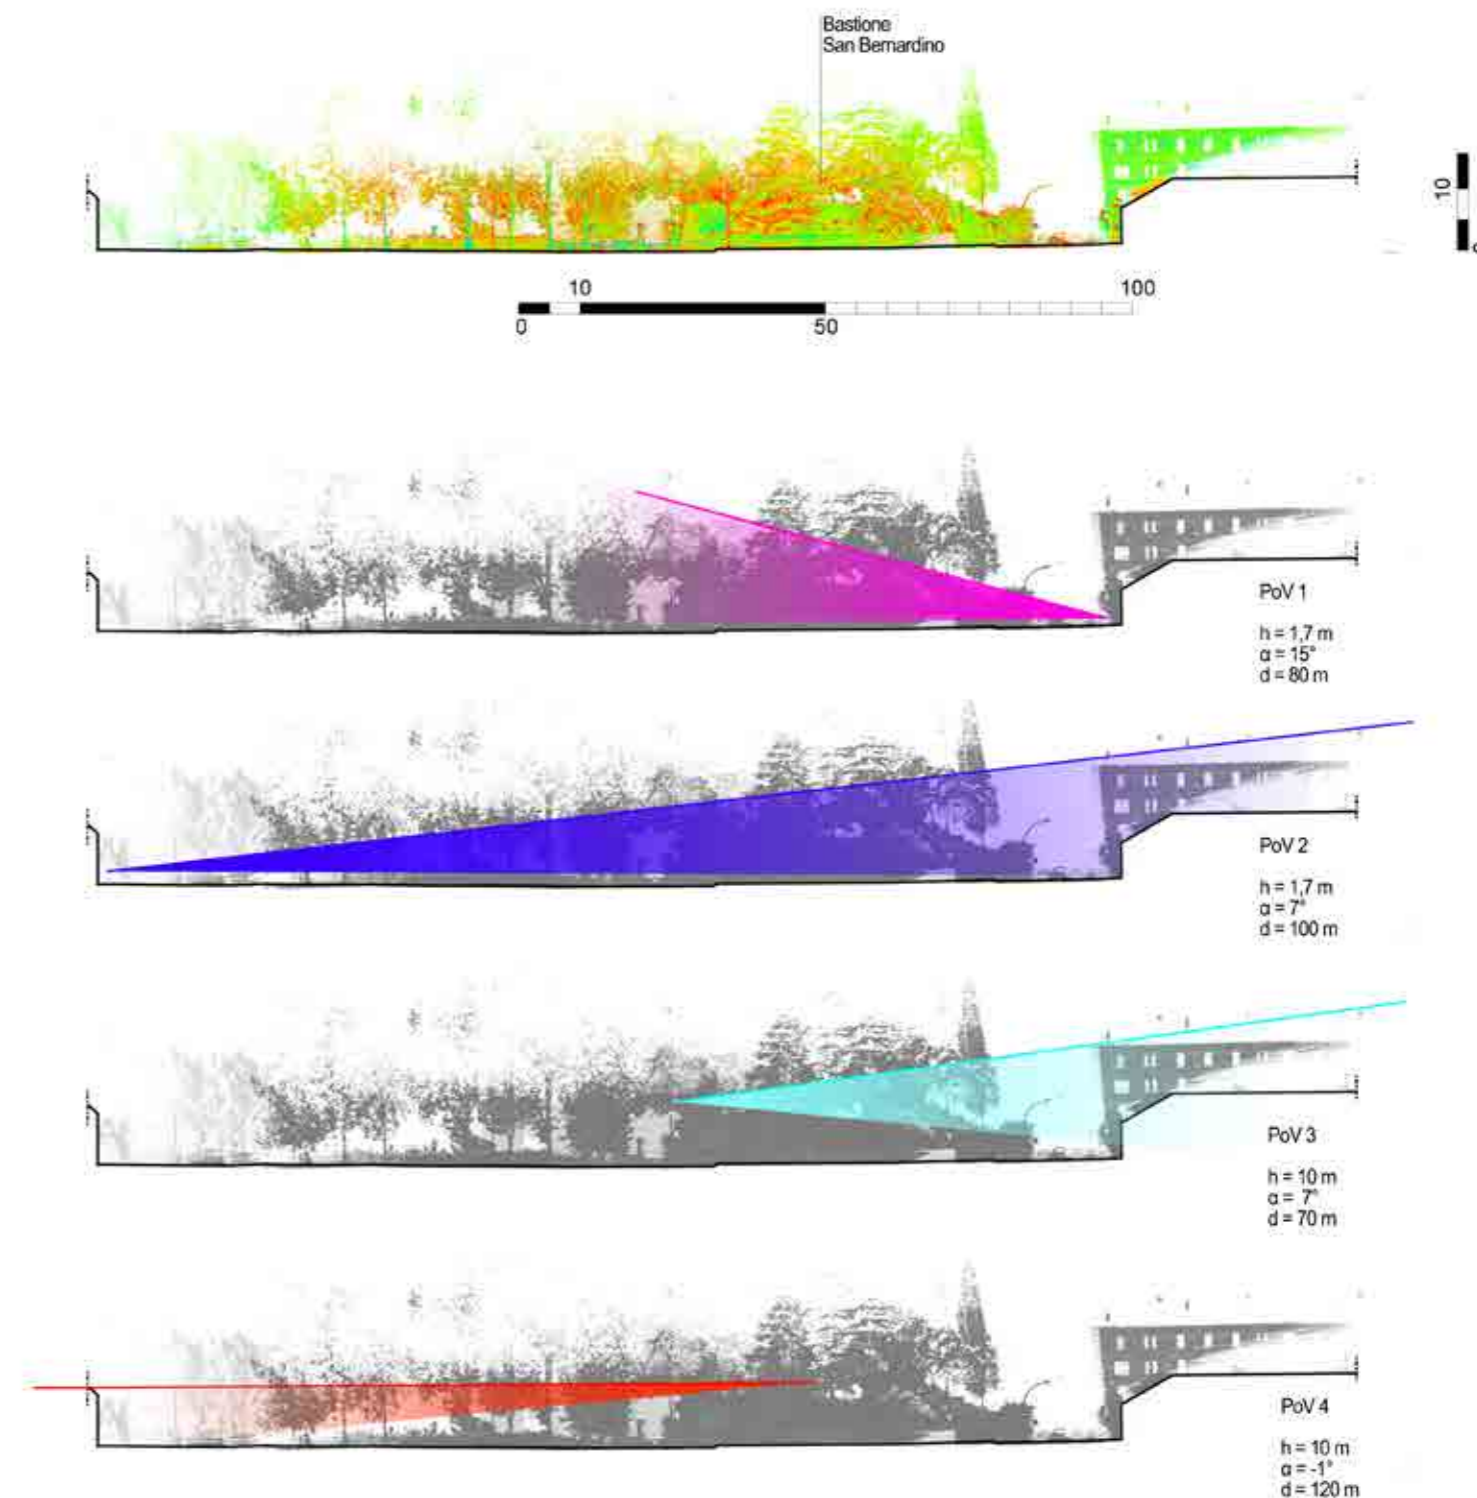 Bastione
San Bernardino
10
0
10
100
0
50
PoV 1
h = 1,7 m
α = 15°
d = 80 m
PoV 2
h = 1,7 m
α = 7°
d = 100 m
PoV 3
h = 10 m
α = 7°
d = 70 m
PoV 4
h = 10 m
α = -1°
d = 120 m